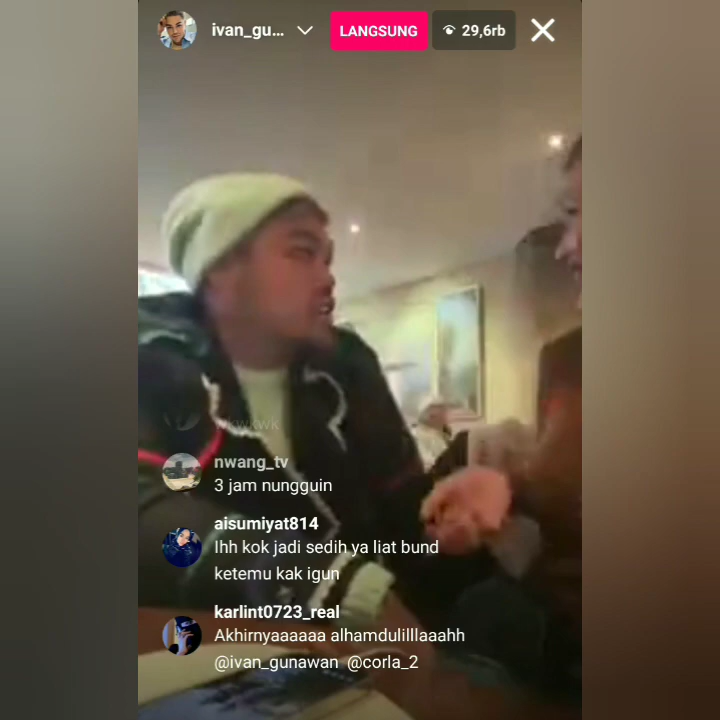 ivan_gu...
LANGSUNG
29,6rb
kwkwk
nwang_tv
3 jam nungguin
aisumiyat814
Ihh kok jadi sedih ya liat bund
ketemu kak igun
karlint0723_real
Akhirnyaaaaaa alhamdulilllaaahh
@ivan_gunawan @corla_2